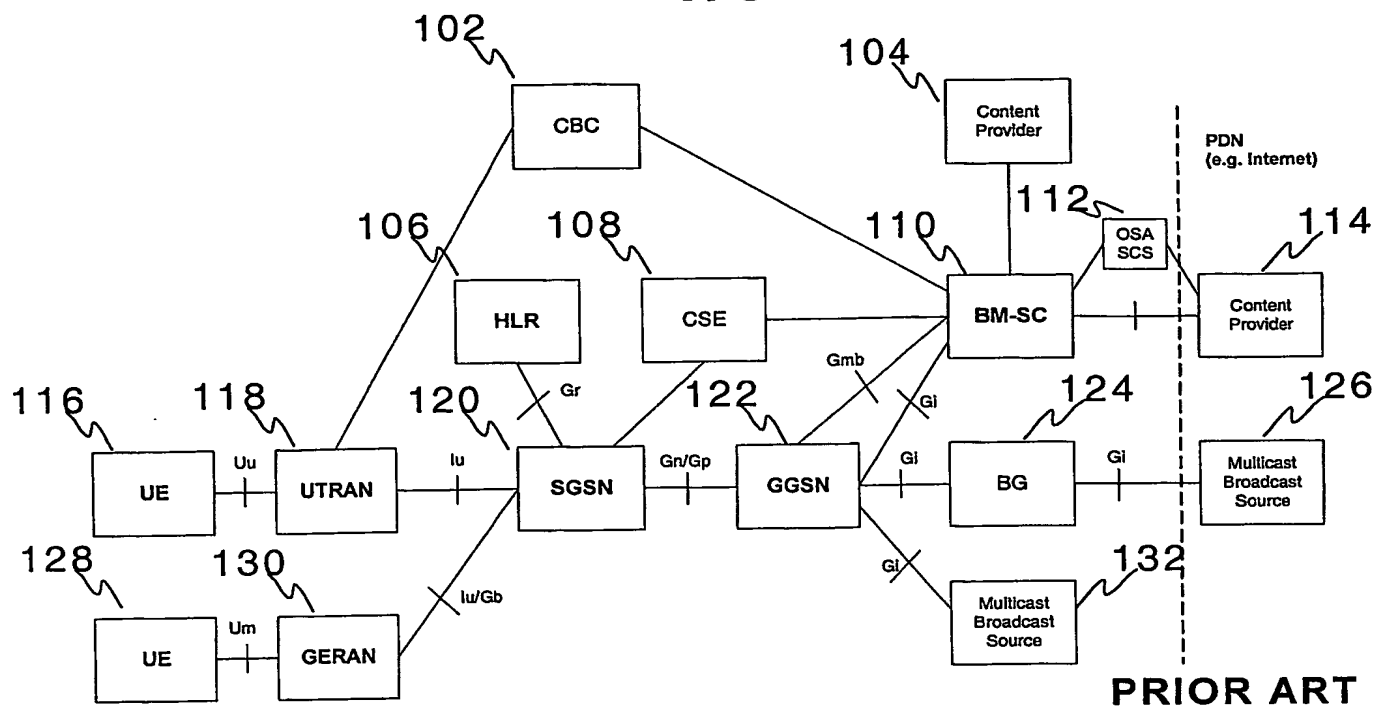 102
104
CBC
Content
Provider
PDN
(e.g. Internet)
106
108
110
112
114
OSA
SCS
HLR
CSE
BM-SC
Content
Provider
Gr
Gmb
Gi
116
118
120
122
124
126
Uu
Iu
Gn/Gp
Gi
Gi
UE
UTRAN
SGSN
GGSN
BG
Multicast
Broadcast
Source
128
130
Iu/Gb
Gi
132
Um
UE
GERAN
Multicast
Broadcast
Source
PRIOR ART